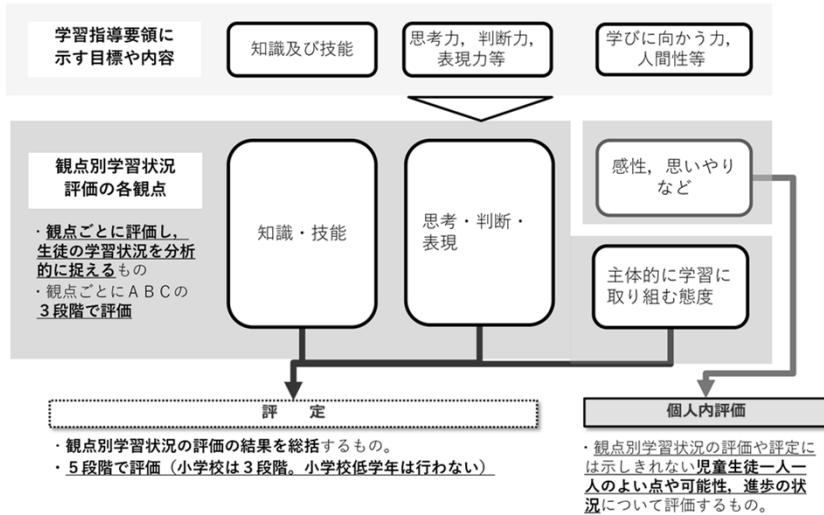 学習指導要領に
示す目標や内容
知識及び技能
思考力，判断力，
表現力等
学びに向かう力，
人間性等
観点別学習状況
評価の各観点
・観点ごとに評価し，
生徒の学習状況を分析
的に捉えるもの
・観点ごとにＡＢＣの
３段階で評価
知識・技能
思考・判断・
表現
感性，思いやり
など
主体的に学習に
取り組む態度
評　　定
・観点別学習状況の評価の結果を総括するもの。
・５段階で評価（小学校は３段階。小学校低学年は行わない）
個人内評価
・観点別学習状況の評価や評定に
は示しきれない児童生徒一人一
人のよい点や可能性，進歩の状
況について評価するもの。